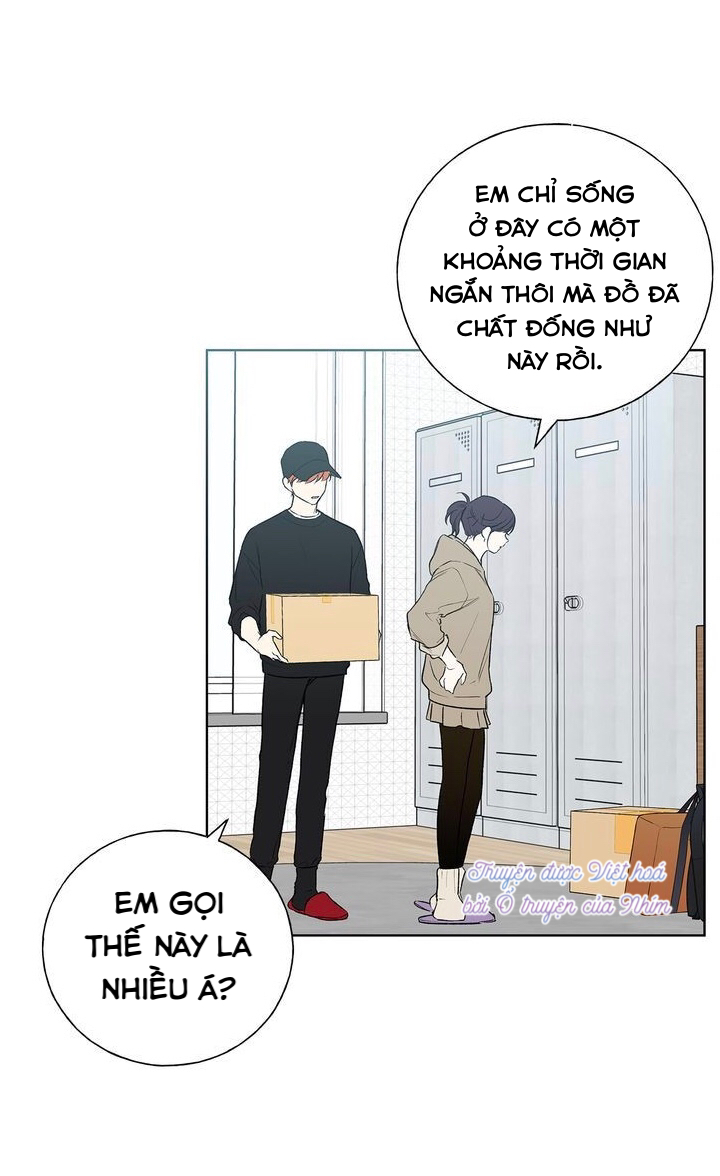 EM CHỈ SỐNG
Ở ĐÂY CÓ MỘT
KHOẢNG THỜI GIAN
NGẮN THÔI MÀ ĐỒ ĐÃ
CHẤT ĐỐNG NHƯ
NÀY RỒI.
Truyện được Việt hoá
bởi Ổ truyện của Nhím
EM GỌI
THẾ NÀY LÀ
NHIỀU Á?